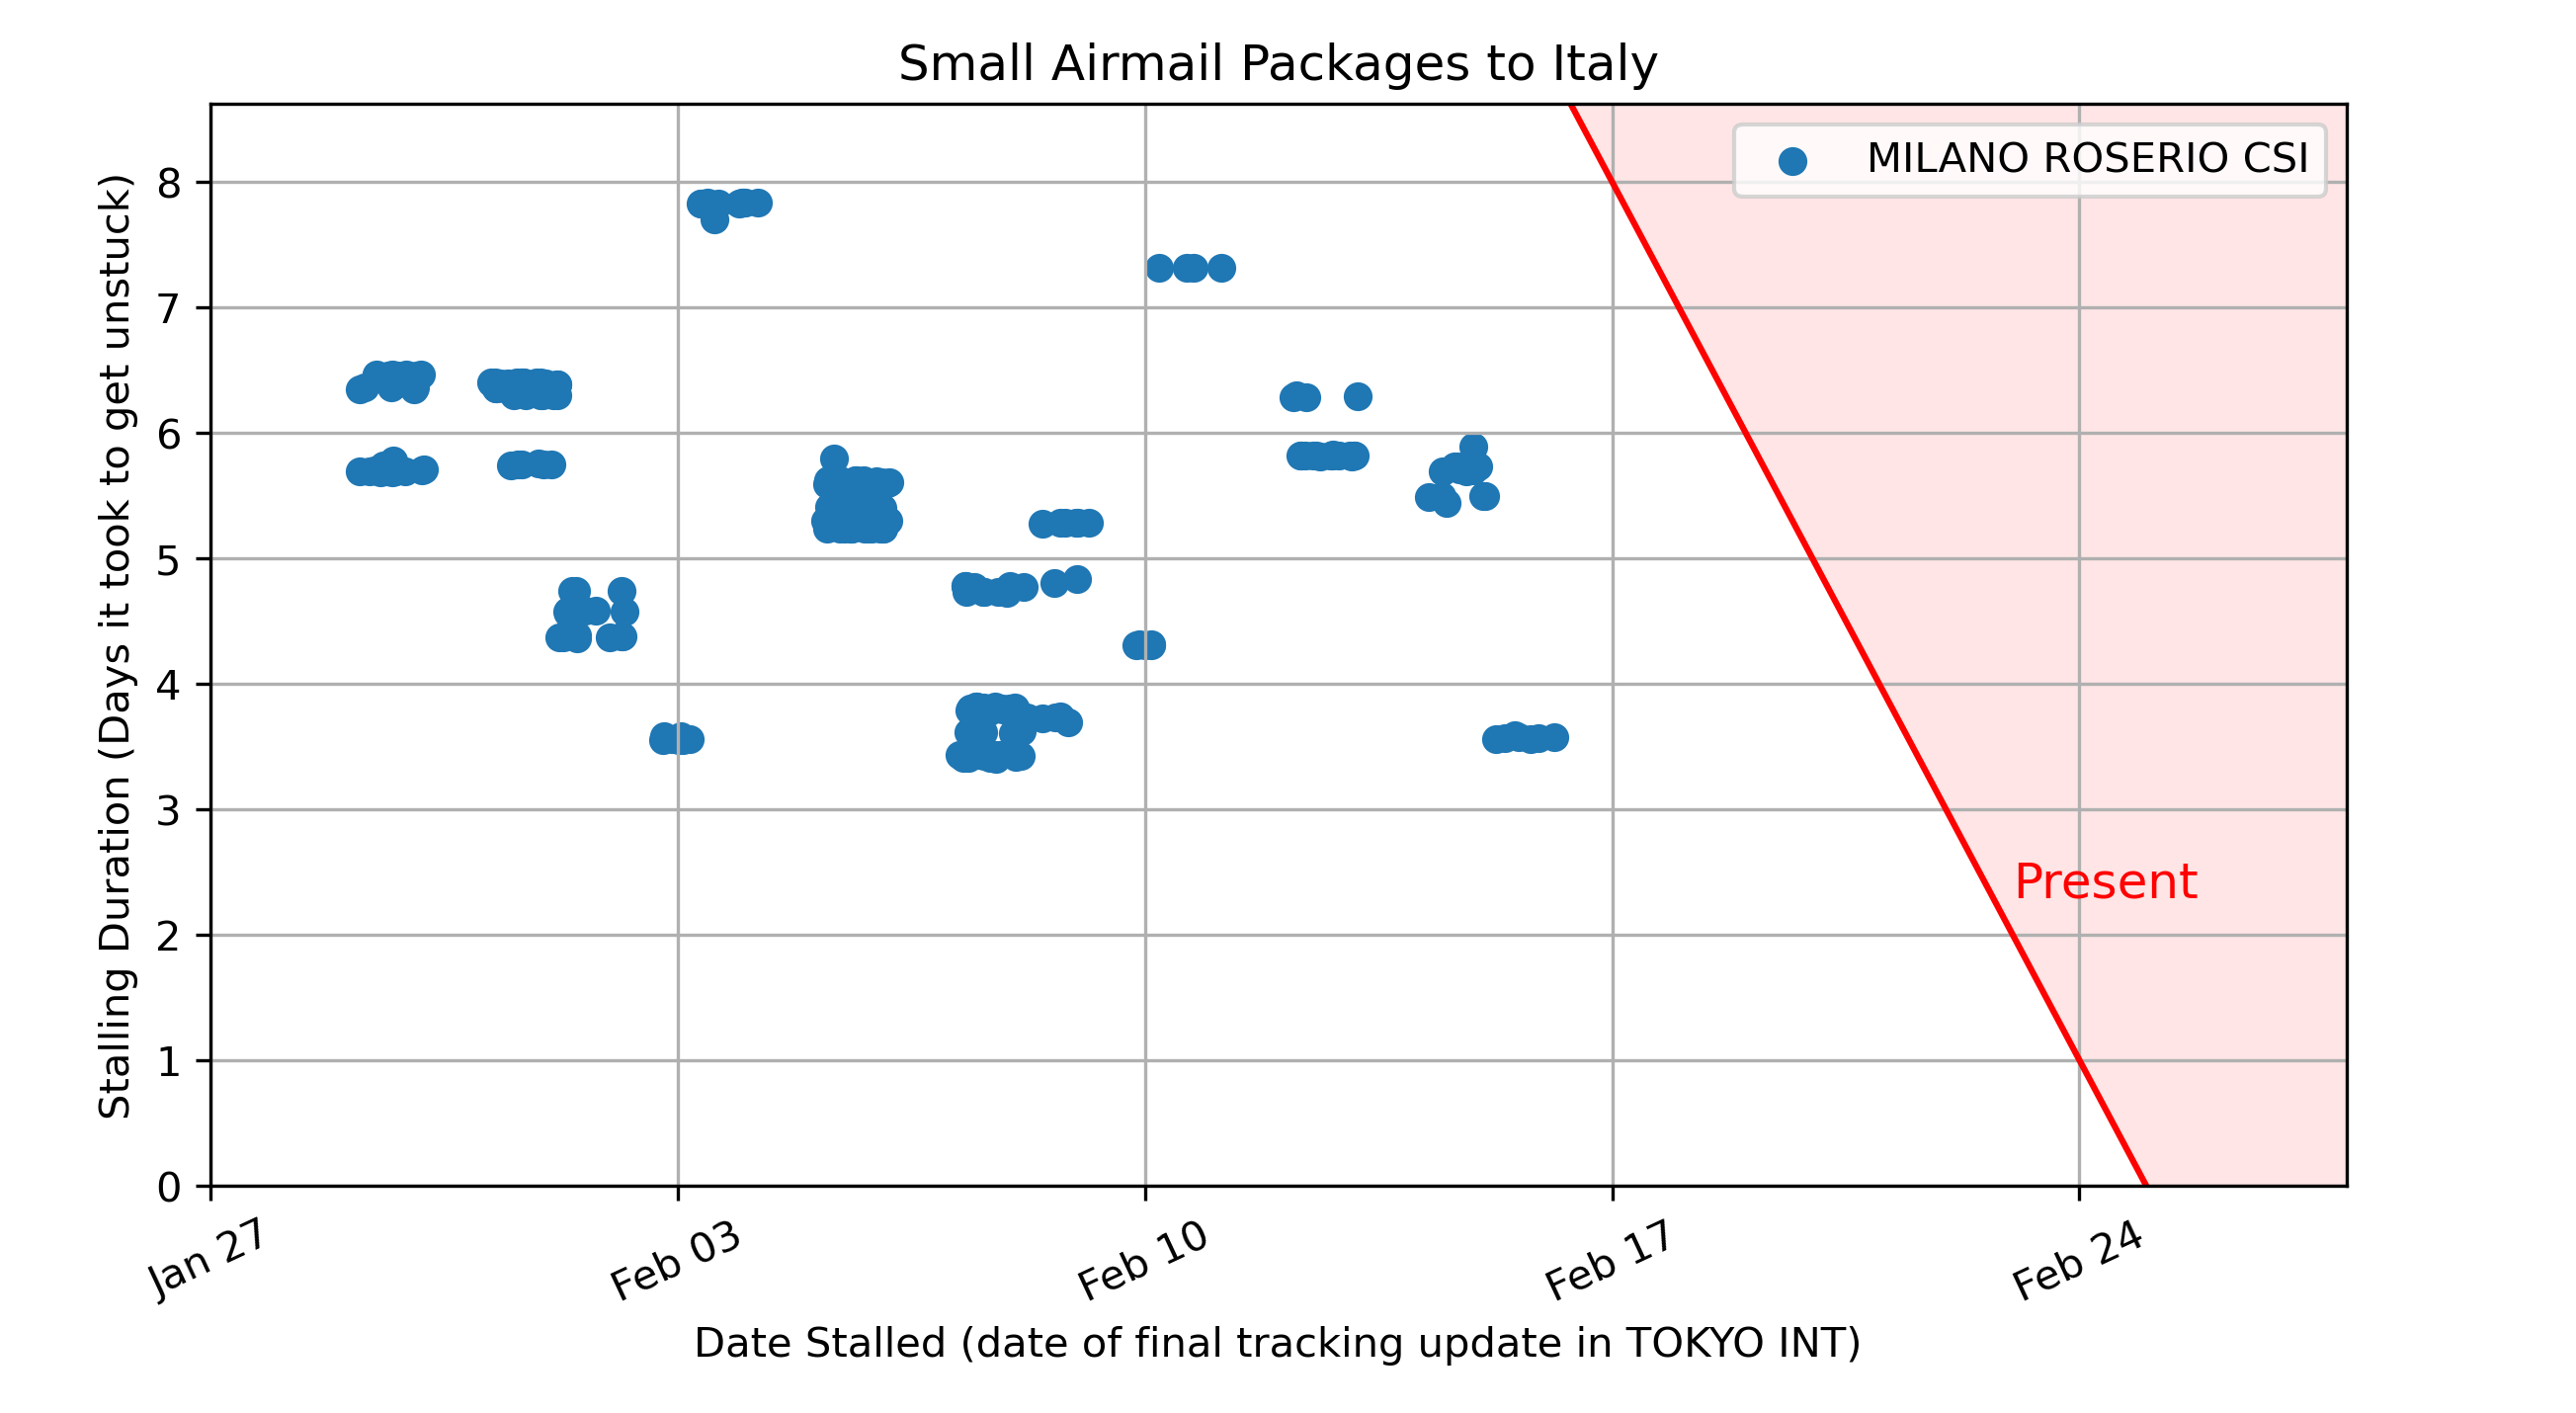 Small Airmail Packages to Italy
MILANO ROSERIO CSI
Stalling Duration (Days it took to get unstuck)
8
7
6
5
4
3
2
1
0
Present
Jan 27
Feb 03
Feb 10
Feb 17
Feb 24
Date Stalled (date of final tracking update in TOKYO INT)